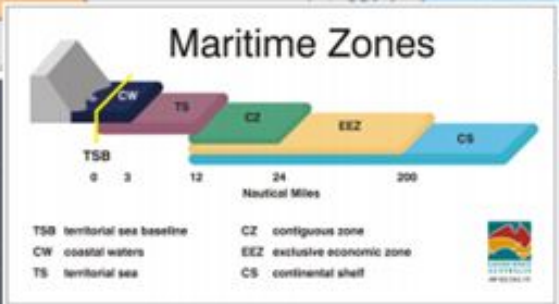 Maritime Zones
CW
TS
CZ
EEZ
CS
TSB
0 3 12 24 200
Nautical Miles
TSB territorial sea baseline
CW coastal waters
TS territorial sea
CZ contiguous zone
EEZ exclusive economic zone
CS continental shelf